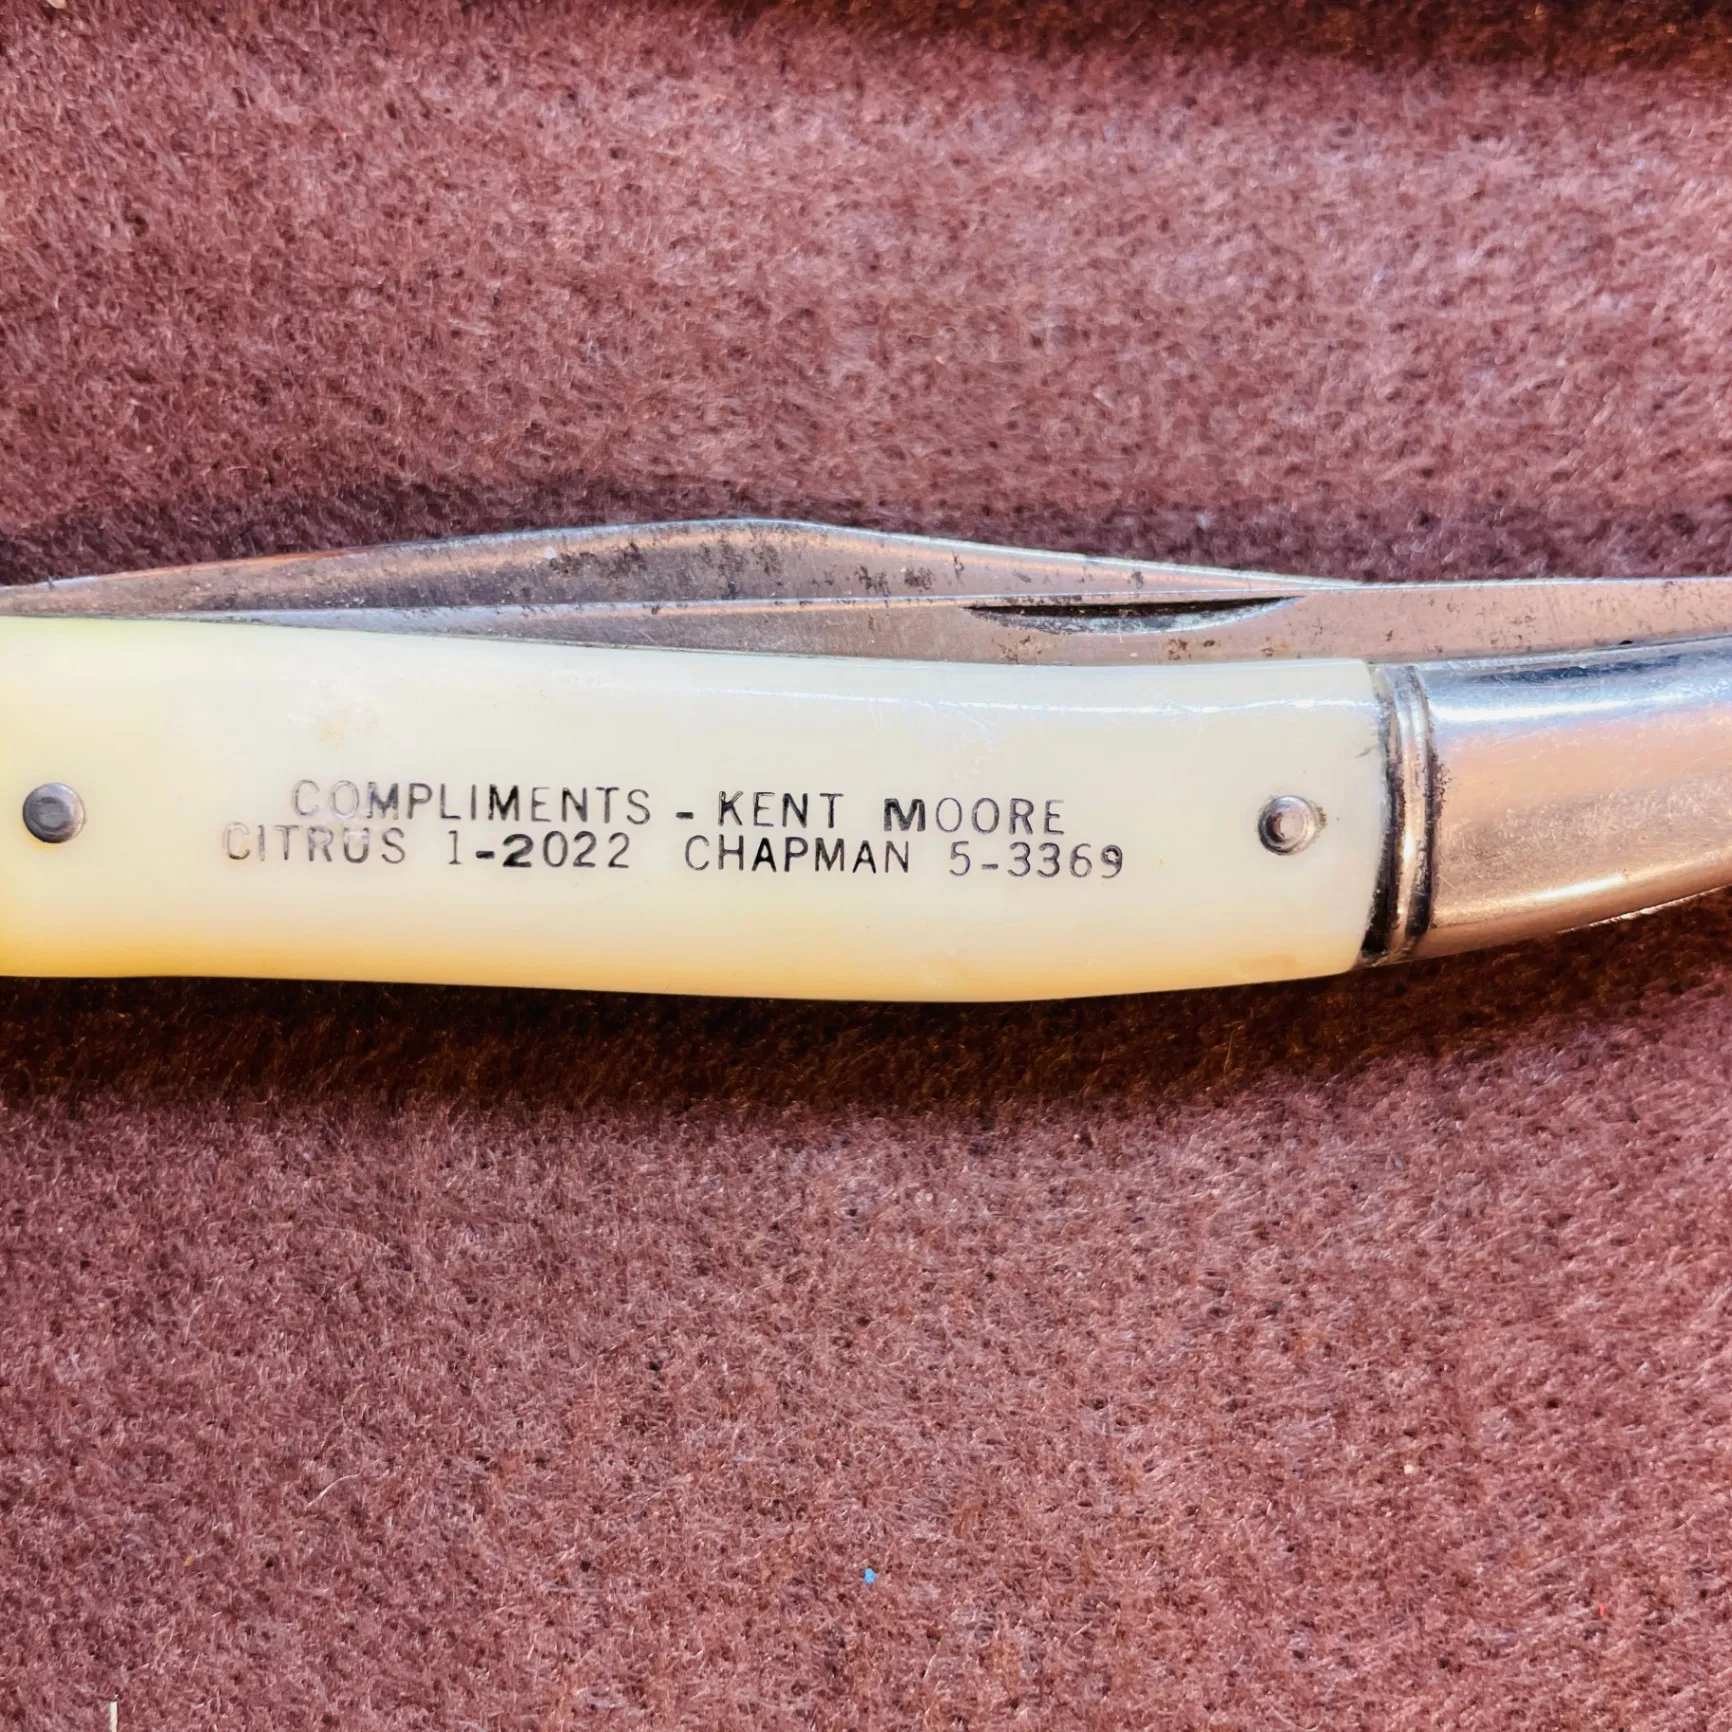 COMPLIMENTS - KENT MOORE
CITRUS 1-2022 CHAPMAN 5-3369